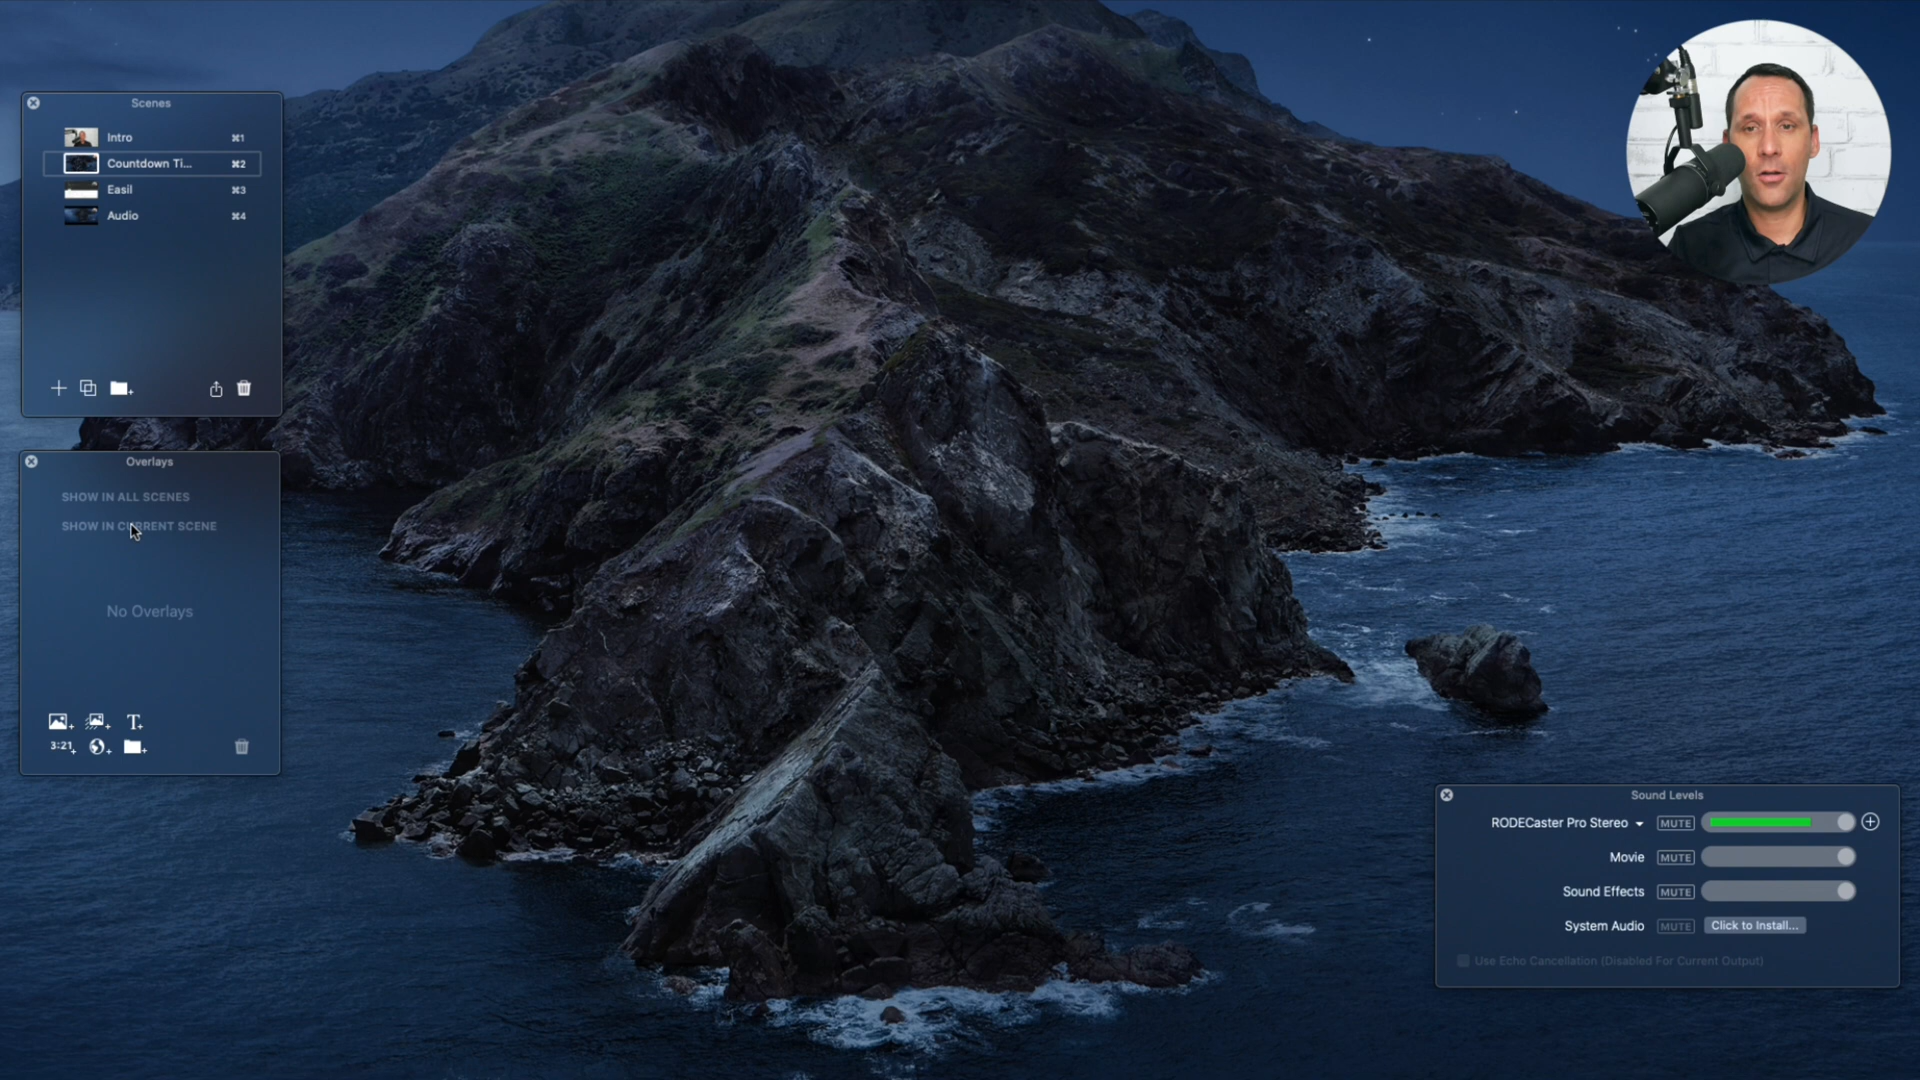 Scenes
Intro ⌘1
Countdown Ti... ⌘2
Easil ⌘3
Audio ⌘4
Overlays
SHOW IN ALL SCENES
SHOW IN CURRENT SCENE
No Overlays
T+
3:21+
Sound Levels
RODECaster Pro Stereo MUTE
Movie MUTE
Sound Effects MUTE
System Audio MUTE Click to Install...
Use Echo Cancellation (Disabled For Current Output)